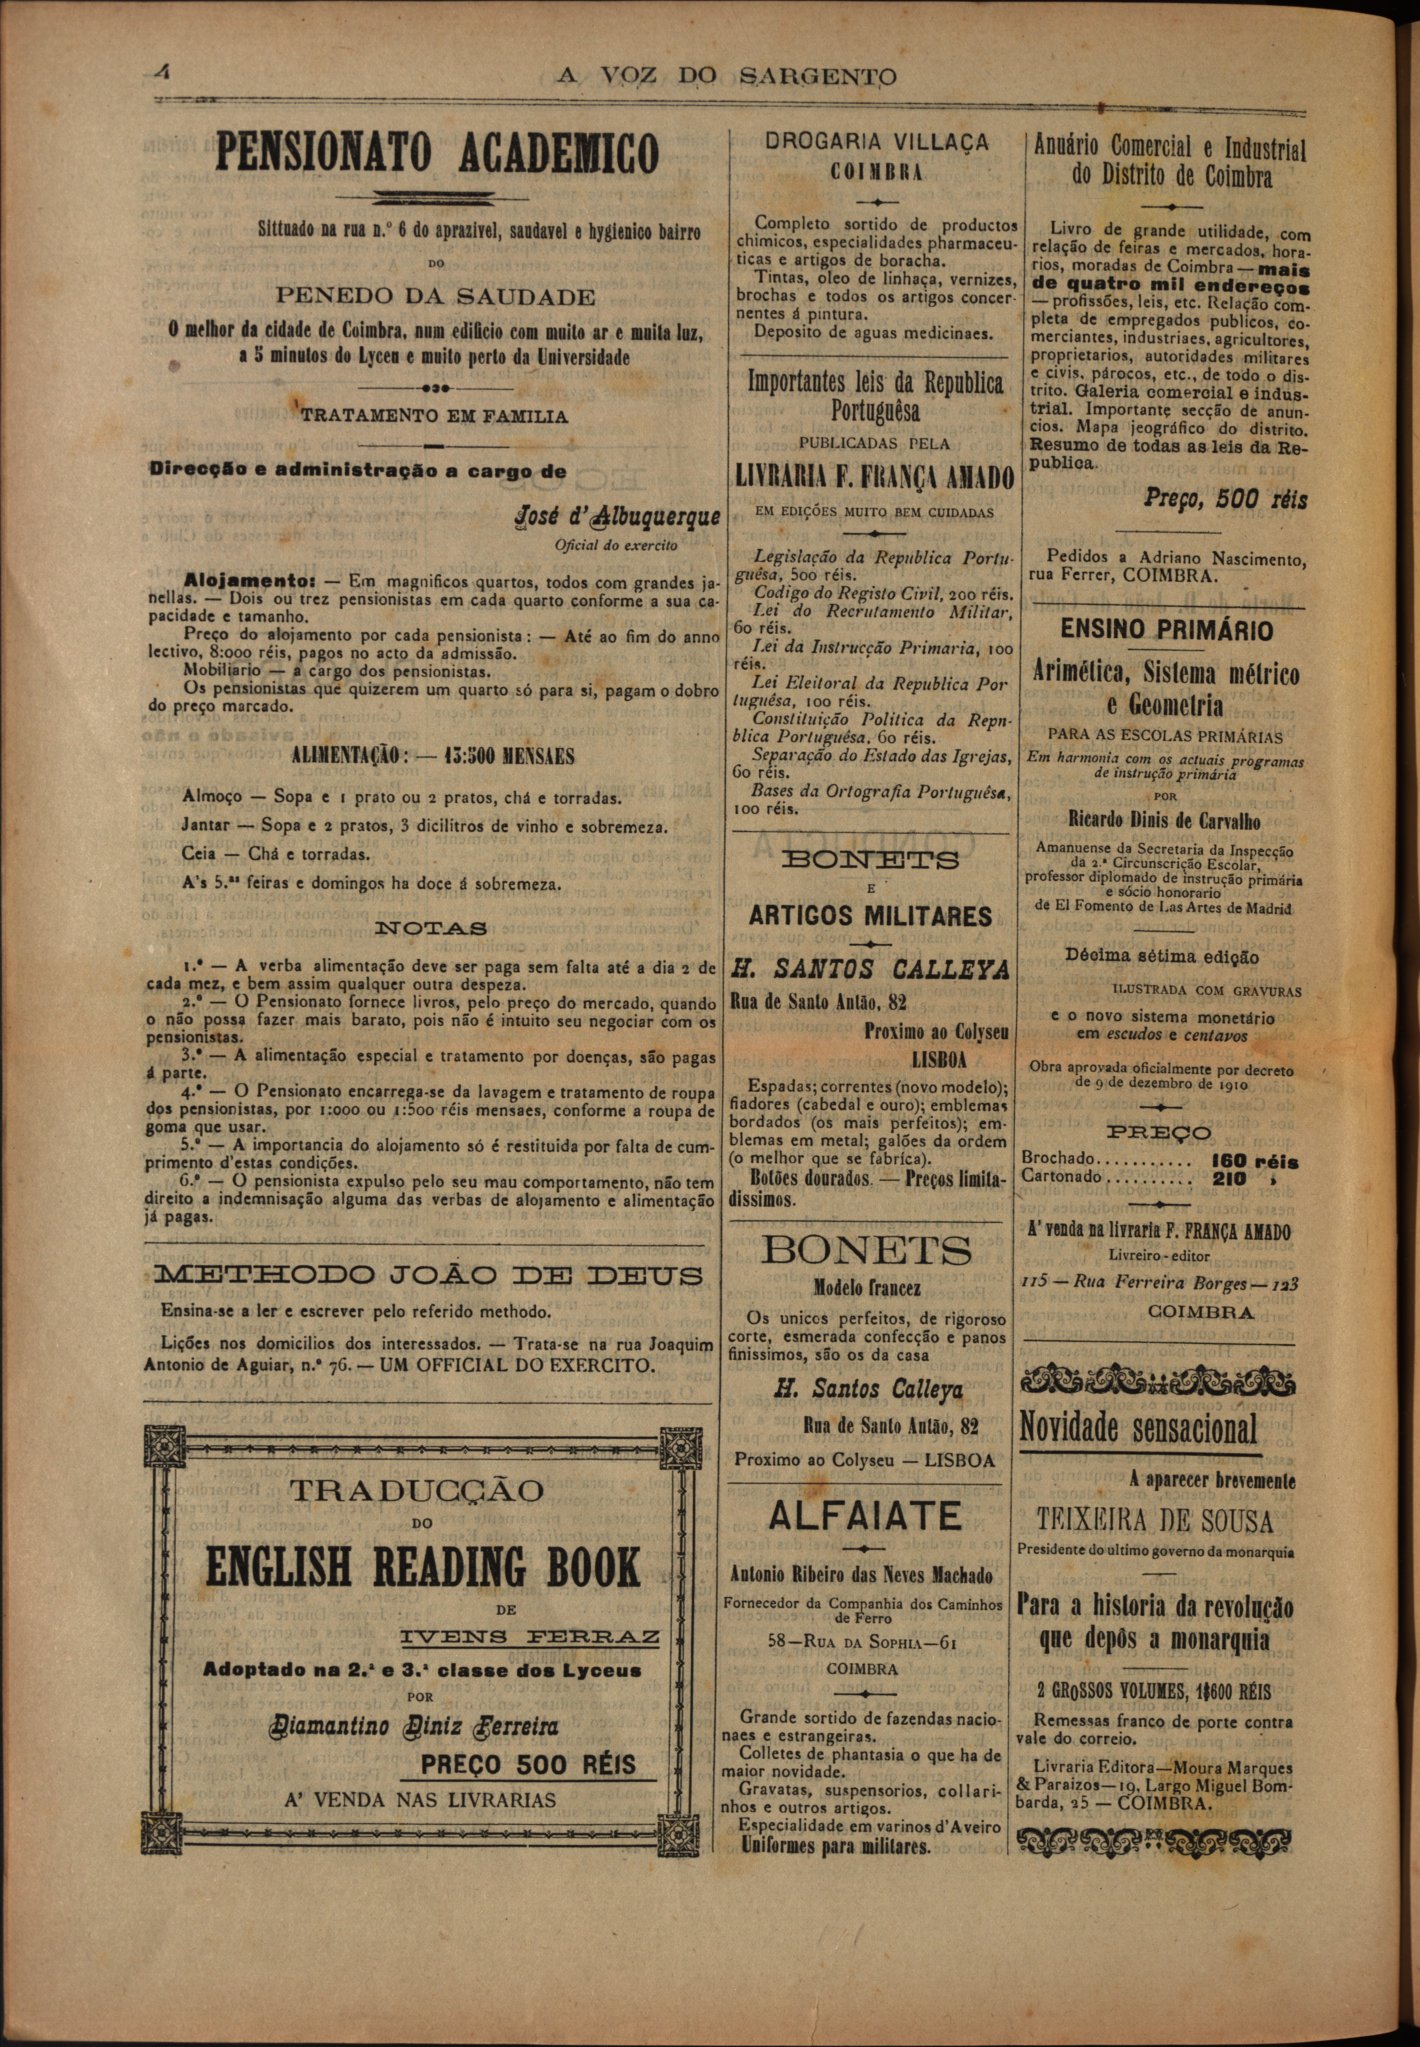 4
A VOZ DO SARGENTO
PENSIONATO ACADEMICO
Sittuado na rua n.º 6 do aprazivel, saudavel e hygienico bairro
DO
PENEDO DA SAUDADE
O melhor da cidade de Coimbra, num edificio com muito ar e muita luz,
a 5 minutos do Lyceu e muito perto da Universidade
TRATAMENTO EM FAMILIA
Direcção e administração a cargo de
José d'Albuquerque
Oficial do exercito
Alojamento: — Em magnificos quartos, todos com grandes ja-
nellas. — Dois ou trez pensionistas em cada quarto conforme a sua ca-
pacidade e tamanho.
Preço do alojamento por cada pensionista: — Até ao fim do anno
lectivo, 8:000 réis, pagos no acto da admissão.
Mobiliario — a cargo dos pensionistas.
Os pensionistas que quizerem um quarto só para si, pagam o dobro
do preço marcado.
ALIMENTAÇÃO: — 13:500 MENSAES
Almoço — Sopa e 1 prato ou 2 pratos, chá e torradas.
Jantar — Sopa e 2 pratos, 3 dicilitros de vinho e sobremeza.
Ceia — Chá e torradas.
A's 5.as feiras e domingos ha doce á sobremeza.
NOTAS
1.ª — A verba alimentação deve ser paga sem falta até a dia 2 de
cada mez, e bem assim qualquer outra despeza.
2.ª — O Pensionato fornece livros, pelo preço do mercado, quando
o não possa fazer mais barato, pois não é intuito seu negociar com os
pensionistas.
3.ª — A alimentação especial e tratamento por doenças, são pagas
á parte.
4.ª — O Pensionato encarrega-se da lavagem e tratamento de roupa
dos pensionistas, por 1:000 ou 1:500 réis mensaes, conforme a roupa de
goma que usar.
5.ª — A importancia do alojamento só é restituida por falta de cum-
primento d'estas condições.
6.ª — O pensionista expulso pelo seu mau comportamento, não tem
direito a indemnisação alguma das verbas de alojamento e alimentação
já pagas.
METHODO JOÃO DE DEUS
Ensina-se a ler e escrever pelo referido methodo.
Lições nos domicilios dos interessados. — Trata-se na rua Joaquim
Antonio de Aguiar, n.º 76. — UM OFFICIAL DO EXERCITO.
TRADUCÇÃO
DO
ENGLISH READING BOOK
DE
IVENS FERRAZ
Adoptado na 2.ª e 3.ª classe dos Lyceus
POR
Diamantino Diniz Ferreira
PREÇO 500 RÉIS
A' VENDA NAS LIVRARIAS
DROGARIA VILLAÇA
COIMBRA
Completo sortido de productos
chimicos, especialidades pharmaceu-
ticas e artigos de boracha.
Tintas, oleo de linhaça, vernizes,
brochas e todos os artigos concer-
nentes á pintura.
Deposito de aguas medicinaes.
Importantes leis da Republica
Portuguêsa
PUBLICADAS PELA
LIVRARIA F. FRANÇA AMADO
EM EDIÇÕES MUITO BEM CUIDADAS
Legislação da Republica Portu-
guêsa, 500 réis.
Codigo do Registo Civil, 200 réis.
Lei do Recrutamento Militar,
60 réis.
Lei da Instrucção Primaria, 100
réis.
Lei Eleitoral da Republica Por
tuguêsa, 100 réis.
Constituição Politica da Repn-
blica Portuguêsa, 60 réis.
Separação do Estado das Igrejas,
60 réis.
Bases da Ortografia Portuguêsa,
100 réis.
BONETS
E
ARTIGOS MILITARES
H. SANTOS CALLEYA
Rua de Santo Antão, 82
Proximo ao Colyseu
LISBOA
Espadas; correntes (novo modelo);
fiadores (cabedal e ouro); emblemas
bordados (os mais perfeitos); em-
blemas em metal; galões da ordem
(o melhor que se fabrica).
Botões dourados. — Preços limita-
dissimos.
BONETS
Modelo francez
Os unicos perfeitos, de rigoroso
corte, esmerada confecção e panos
finissimos, são os da casa
H. Santos Calleya
Rua de Santo Antão, 82
Proximo ao Colyseu — LISBOA
ALFAIATE
Antonio Ribeiro das Neves Machado
Fornecedor da Companhia dos Caminhos
de Ferro
58—RUA DA SOPHIA—61
COIMBRA
Grande sortido de fazendas nacio-
naes e estrangeiras.
Colletes de phantasia o que ha de
maior novidade.
Gravatas, suspensorios, collari-
nhos e outros artigos.
Especialidade em varinos d'Aveiro
Uniformes para militares.
Anuário Comercial e Industrial
do Distrito de Coimbra
Livro de grande utilidade, com
relação de feiras e mercados, hora-
rios, moradas de Coimbra — mais
de quatro mil endereços
— profissões, leis, etc. Relação com-
pleta de empregados publicos, co-
merciantes, industriaes, agricultores,
proprietarios, autoridades militares
e civis, párocos, etc., de todo o dis-
trito. Galeria comercial e indus-
trial. Importante secção de anun-
cios. Mapa jeográfico do distrito.
Resumo de todas as leis da Re-
publica.
Preço, 500 réis
Pedidos a Adriano Nascimento,
rua Ferrer, COIMBRA.
ENSINO PRIMÁRIO
Arimética, Sistema métrico
e Geometria
PARA AS ESCOLAS PRIMÁRIAS
Em harmonia com os actuais programas
de instrução primária
POR
Ricardo Dinis de Carvalho
Amanuense da Secretaria da Inspecção
da 2.ª Circunscrição Escolar,
professor diplomado de instrução primária
e sócio honorario
de El Fomento de Las Artes de Madrid
Décima sétima edição
ILUSTRADA COM GRAVURAS
e o novo sistema monetário
em escudos e centavos
Obra aprovada oficialmente por decreto
de 9 de dezembro de 1910
PREÇO
Brochado........... 160 réis
Cartonado.......... 210 »
A' venda na livraria F. FRANÇA AMADO
Livreiro-editor
115 — Rua Ferreira Borges — 123
COIMBRA
Novidade sensacional
A aparecer brevemente
TEIXEIRA DE SOUSA
Presidente do ultimo governo da monarquia
Para a historia da revolução
que depôs a monarquia
2 GROSSOS VOLUMES, 1$600 RÉIS
Remessas franco de porte contra
vale do correio.
Livraria Editora—Moura Marques
& Paraizos—19, Largo Miguel Bom-
barda, 25 — COIMBRA.